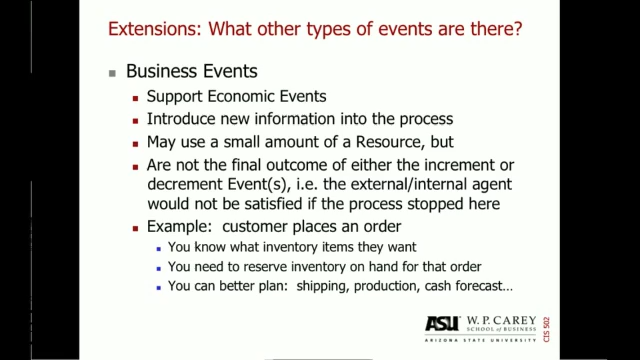 Extensions: What other types of events are there?
Business Events
Support Economic Events
Introduce new information into the process
May use a small amount of a Resource, but
Are not the final outcome of either the increment or
decrement Event(s), i.e. the external/internal agent
would not be satisfied if the process stopped here
Example: customer places an order
You know what inventory items they want
You need to reserve inventory on hand for that order
You can better plan: shipping, production, cash forecast…
ASU W. P. CAREY
SCHOOL of BUSINESS
ARIZONA STATE UNIVERSITY
CIS 502